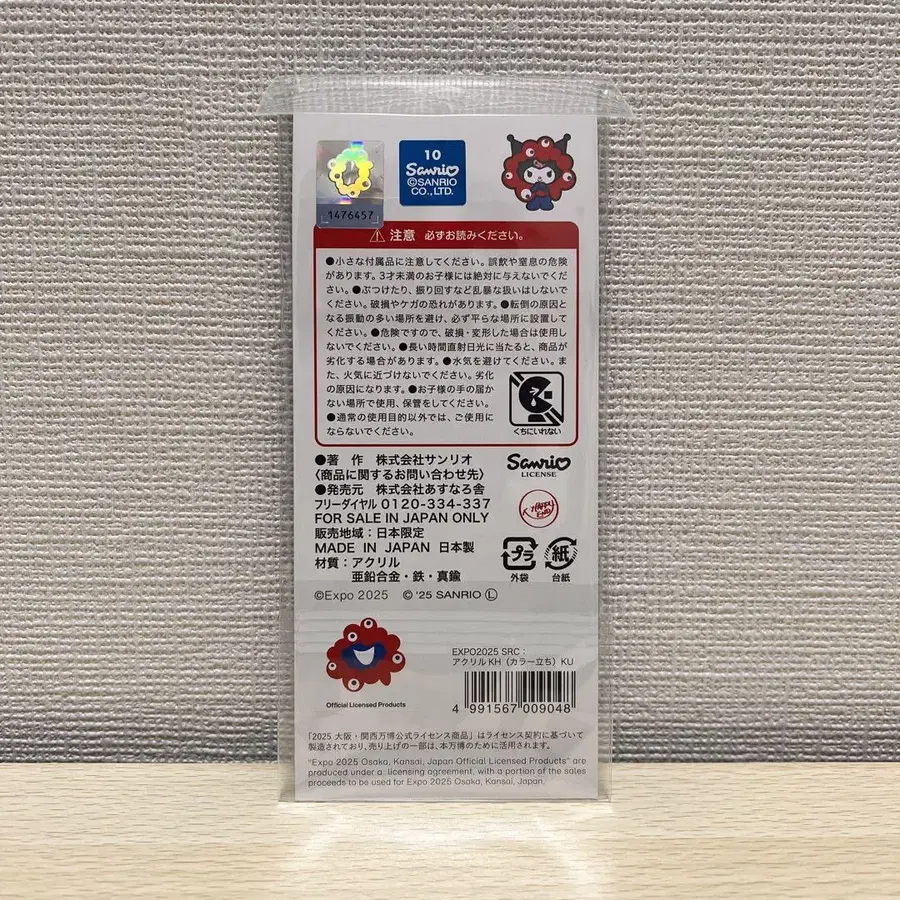 1476457
10
Sanrio
©SANRIO
CO., LTD.
注意 必ずお読みください。
●小さな付属品に注意してください。誤飲や窒息の危険
があります。3才未満のお子様には絶対に与えないでくだ
さい。●ぶつけたり、振り回すなど乱暴な扱いはしないで
ください。破損やケガの恐れがあります。●転倒の原因と
なる振動の多い場所を避け、必ず平らな場所に設置して
ください。●危険ですので、破損・変形した場合は使用し
ないでください。●長い時間直射日光に当たると、商品が
劣化する場合があります。●水気を避けてください。ま
た、火気に近づけないでください。劣化
の原因になります。●お子様の手の届か
ない場所で使用、保管をしてください。
●通常の使用目的以外では、ご使用に
ならないでください。
くちにいれない
●著 作 株式会社サンリオ
〈商品に関するお問い合わせ先〉
●発売元 株式会社あすなろ舎
フリーダイヤル 0120-334-337
FOR SALE IN JAPAN ONLY
販売地域：日本限定
MADE IN JAPAN 日本製
材質：アクリル
亜鉛合金・鉄・真鍮
©Expo 2025 © '25 SANRIO Ⓛ
Sanrio
LICENSE
HAPPY
END
プラ
外袋
紙
台紙
Official Licensed Products
EXPO2025 SRC：
アクリルKH（カラー立ち）KU
4 991567 009048
「2025 大阪・関西万博公式ライセンス商品」はライセンス契約に基づいて
製造されており、売り上げの一部は、本万博のために活用されます。
"Expo 2025 Osaka, Kansai, Japan Official Licensed Products" are
produced under a licensing agreement, with a portion of the sales
proceeds to be used for Expo 2025 Osaka, Kansai, Japan.